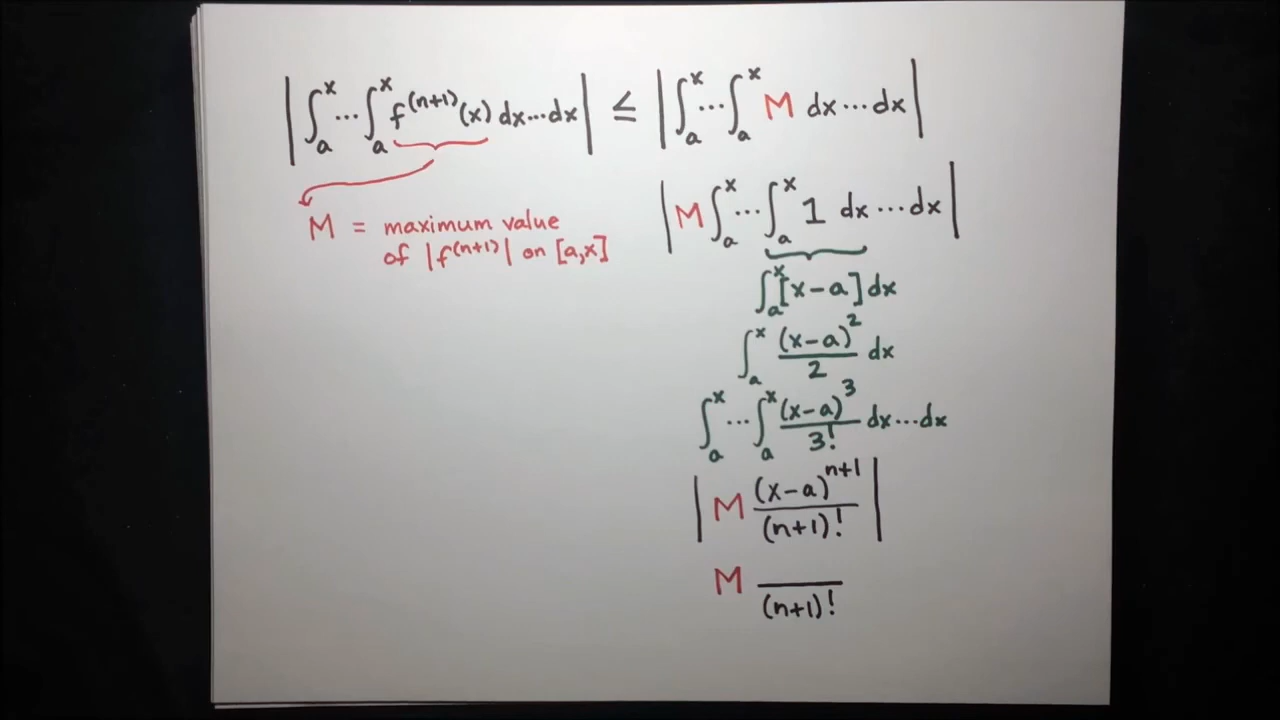 | ∫ₐˣ ⋯ ∫ₐˣ f⁽ⁿ⁺¹⁾(x) dx⋯dx | ≤ | ∫ₐˣ ⋯ ∫ₐˣ M dx⋯dx |
M = maximum value
of |f⁽ⁿ⁺¹⁾| on [a,x]
| M ∫ₐˣ ⋯ ∫ₐˣ 1 dx ⋯ dx |
∫ₐˣ [x-a] dx
∫ₐˣ (x-a)²/2 dx
∫ₐˣ ⋯ ∫ₐˣ (x-a)³/3! dx⋯dx
| M (x-a)ⁿ⁺¹/(n+1)! |
M /(n+1)!